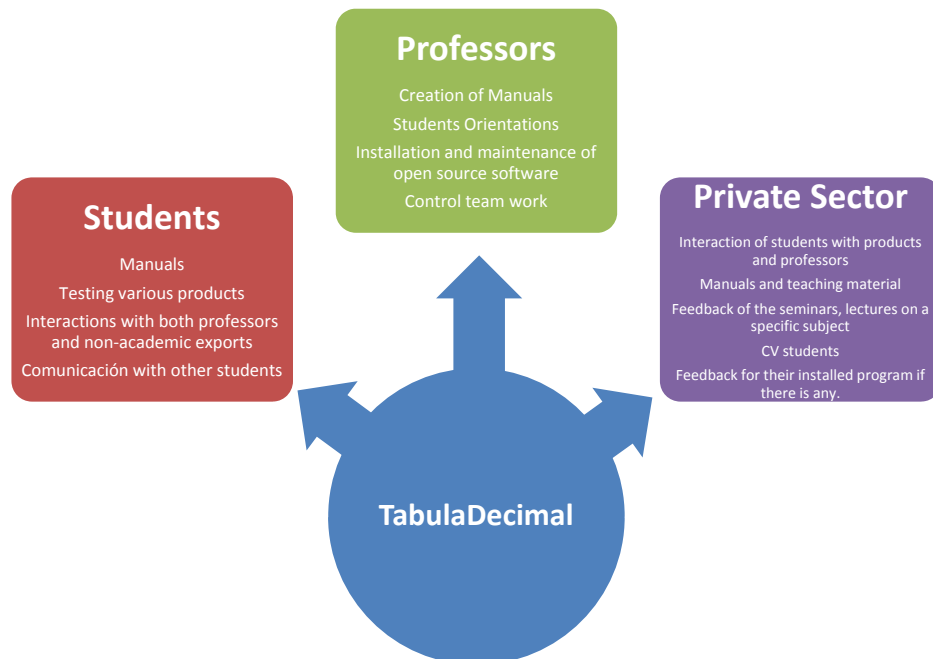 Professors
Creation of Manuals
Students Orientations
Installation and maintenance of
open source software
Control team work
Students
Manuals
Testing various products
Interactions with both professors
and non-academic exports
Comunicación with other students
Private Sector
Interaction of students with products
and professors
Manuals and teaching material
Feedback of the seminars, lectures on a
specific subject
CV students
Feedback for their installed program if
there is any.
TabulaDecimal